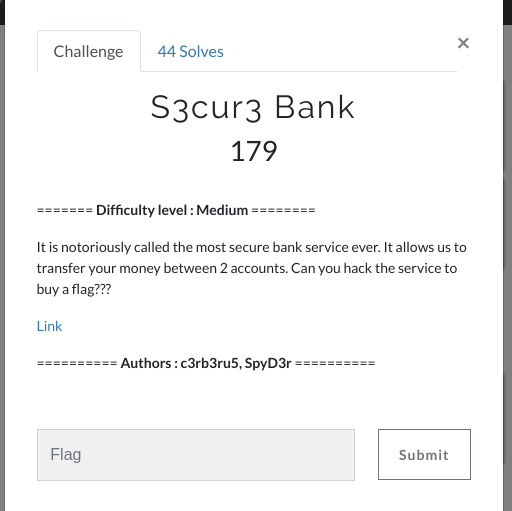 Challenge
44 Solves
×
S3cur3 Bank
179
======= Difficulty level : Medium ========
It is notoriously called the most secure bank service ever. It allows us to
transfer your money between 2 accounts. Can you hack the service to
buy a flag???
Link
========== Authors : c3rb3ru5, SpyD3r ==========
Flag
Submit